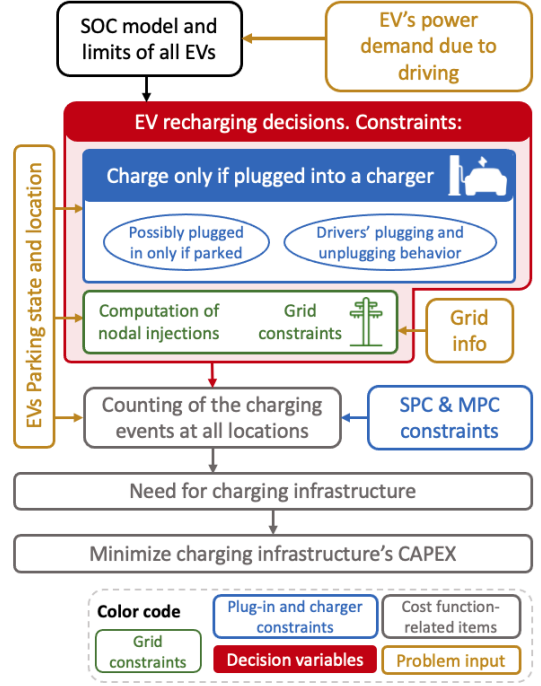 SOC model and
limits of all EVs
EV's power
demand due to
driving
EV recharging decisions. Constraints:
EVs Parking state and location
Charge only if plugged into a charger
Possibly plugged
in only if parked
Drivers' plugging and
unplugging behavior
Computation of
nodal injections
Grid
constraints
Grid
info
Counting of the charging
events at all locations
SPC & MPC
constraints
Need for charging infrastructure
Minimize charging infrastructure's CAPEX
Color code
Grid
constraints
Plug-in and charger
constraints
Cost function-
related items
Decision variables
Problem input